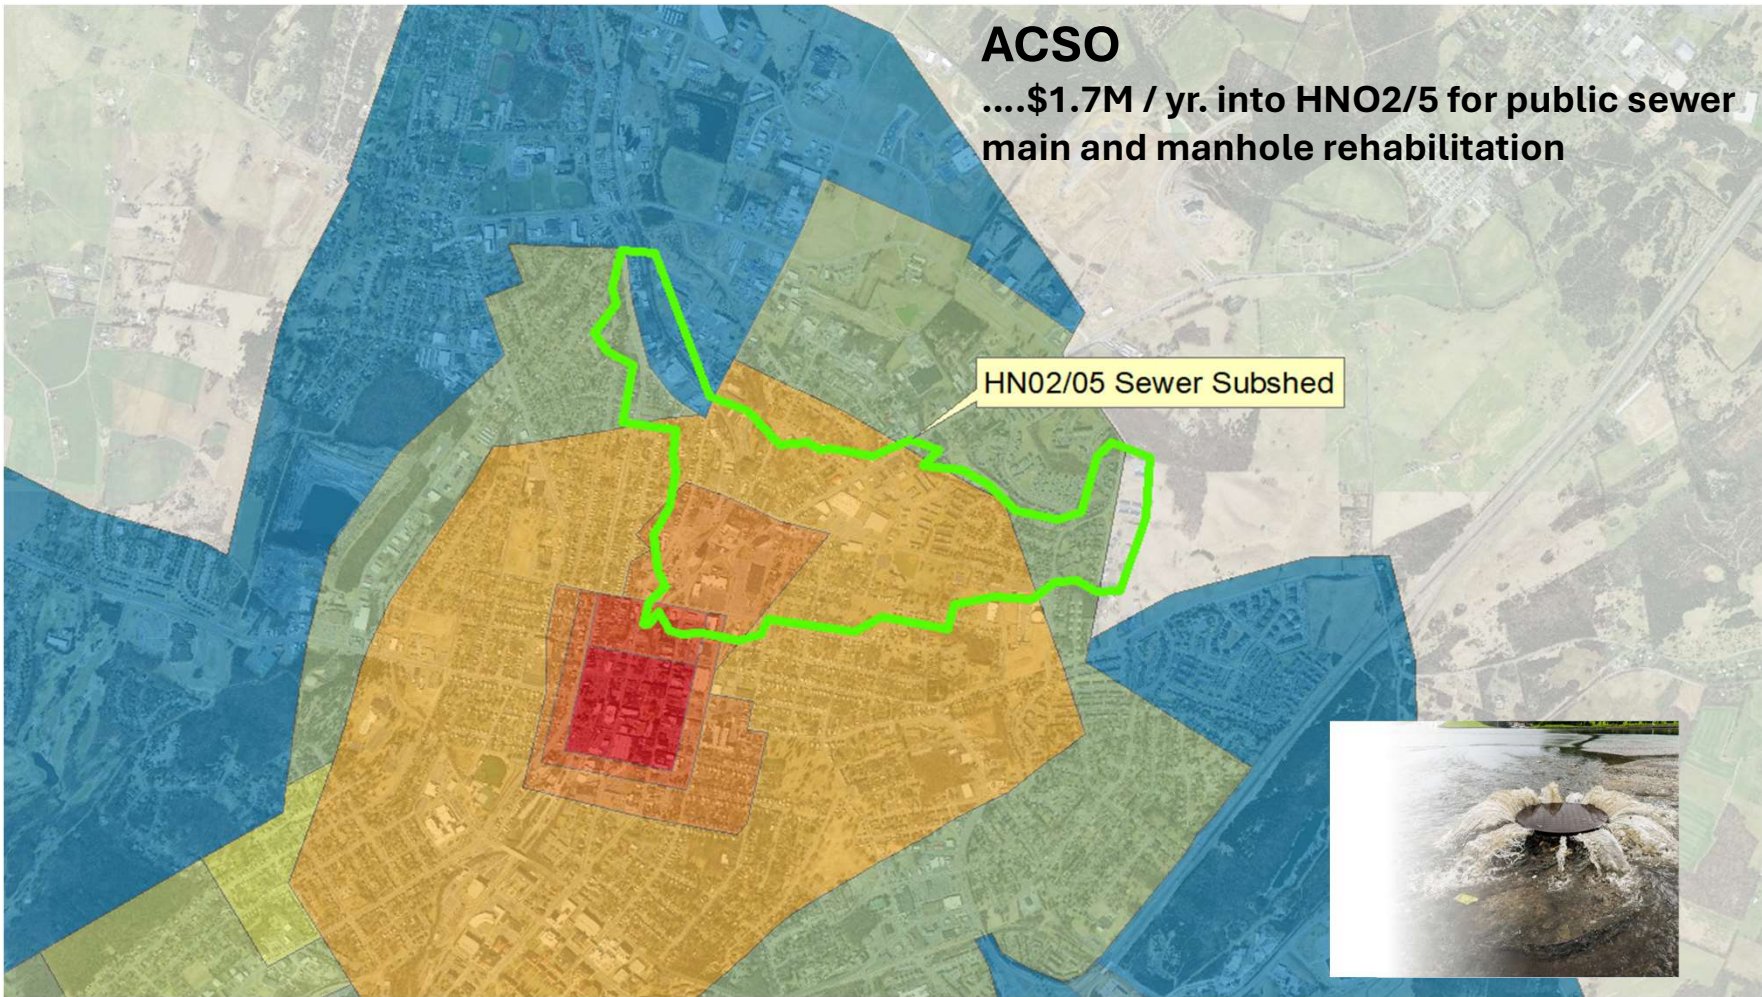 ACSO
....$1.7M / yr. into HNO2/5 for public sewer
main and manhole rehabilitation
HN02/05 Sewer Subshed